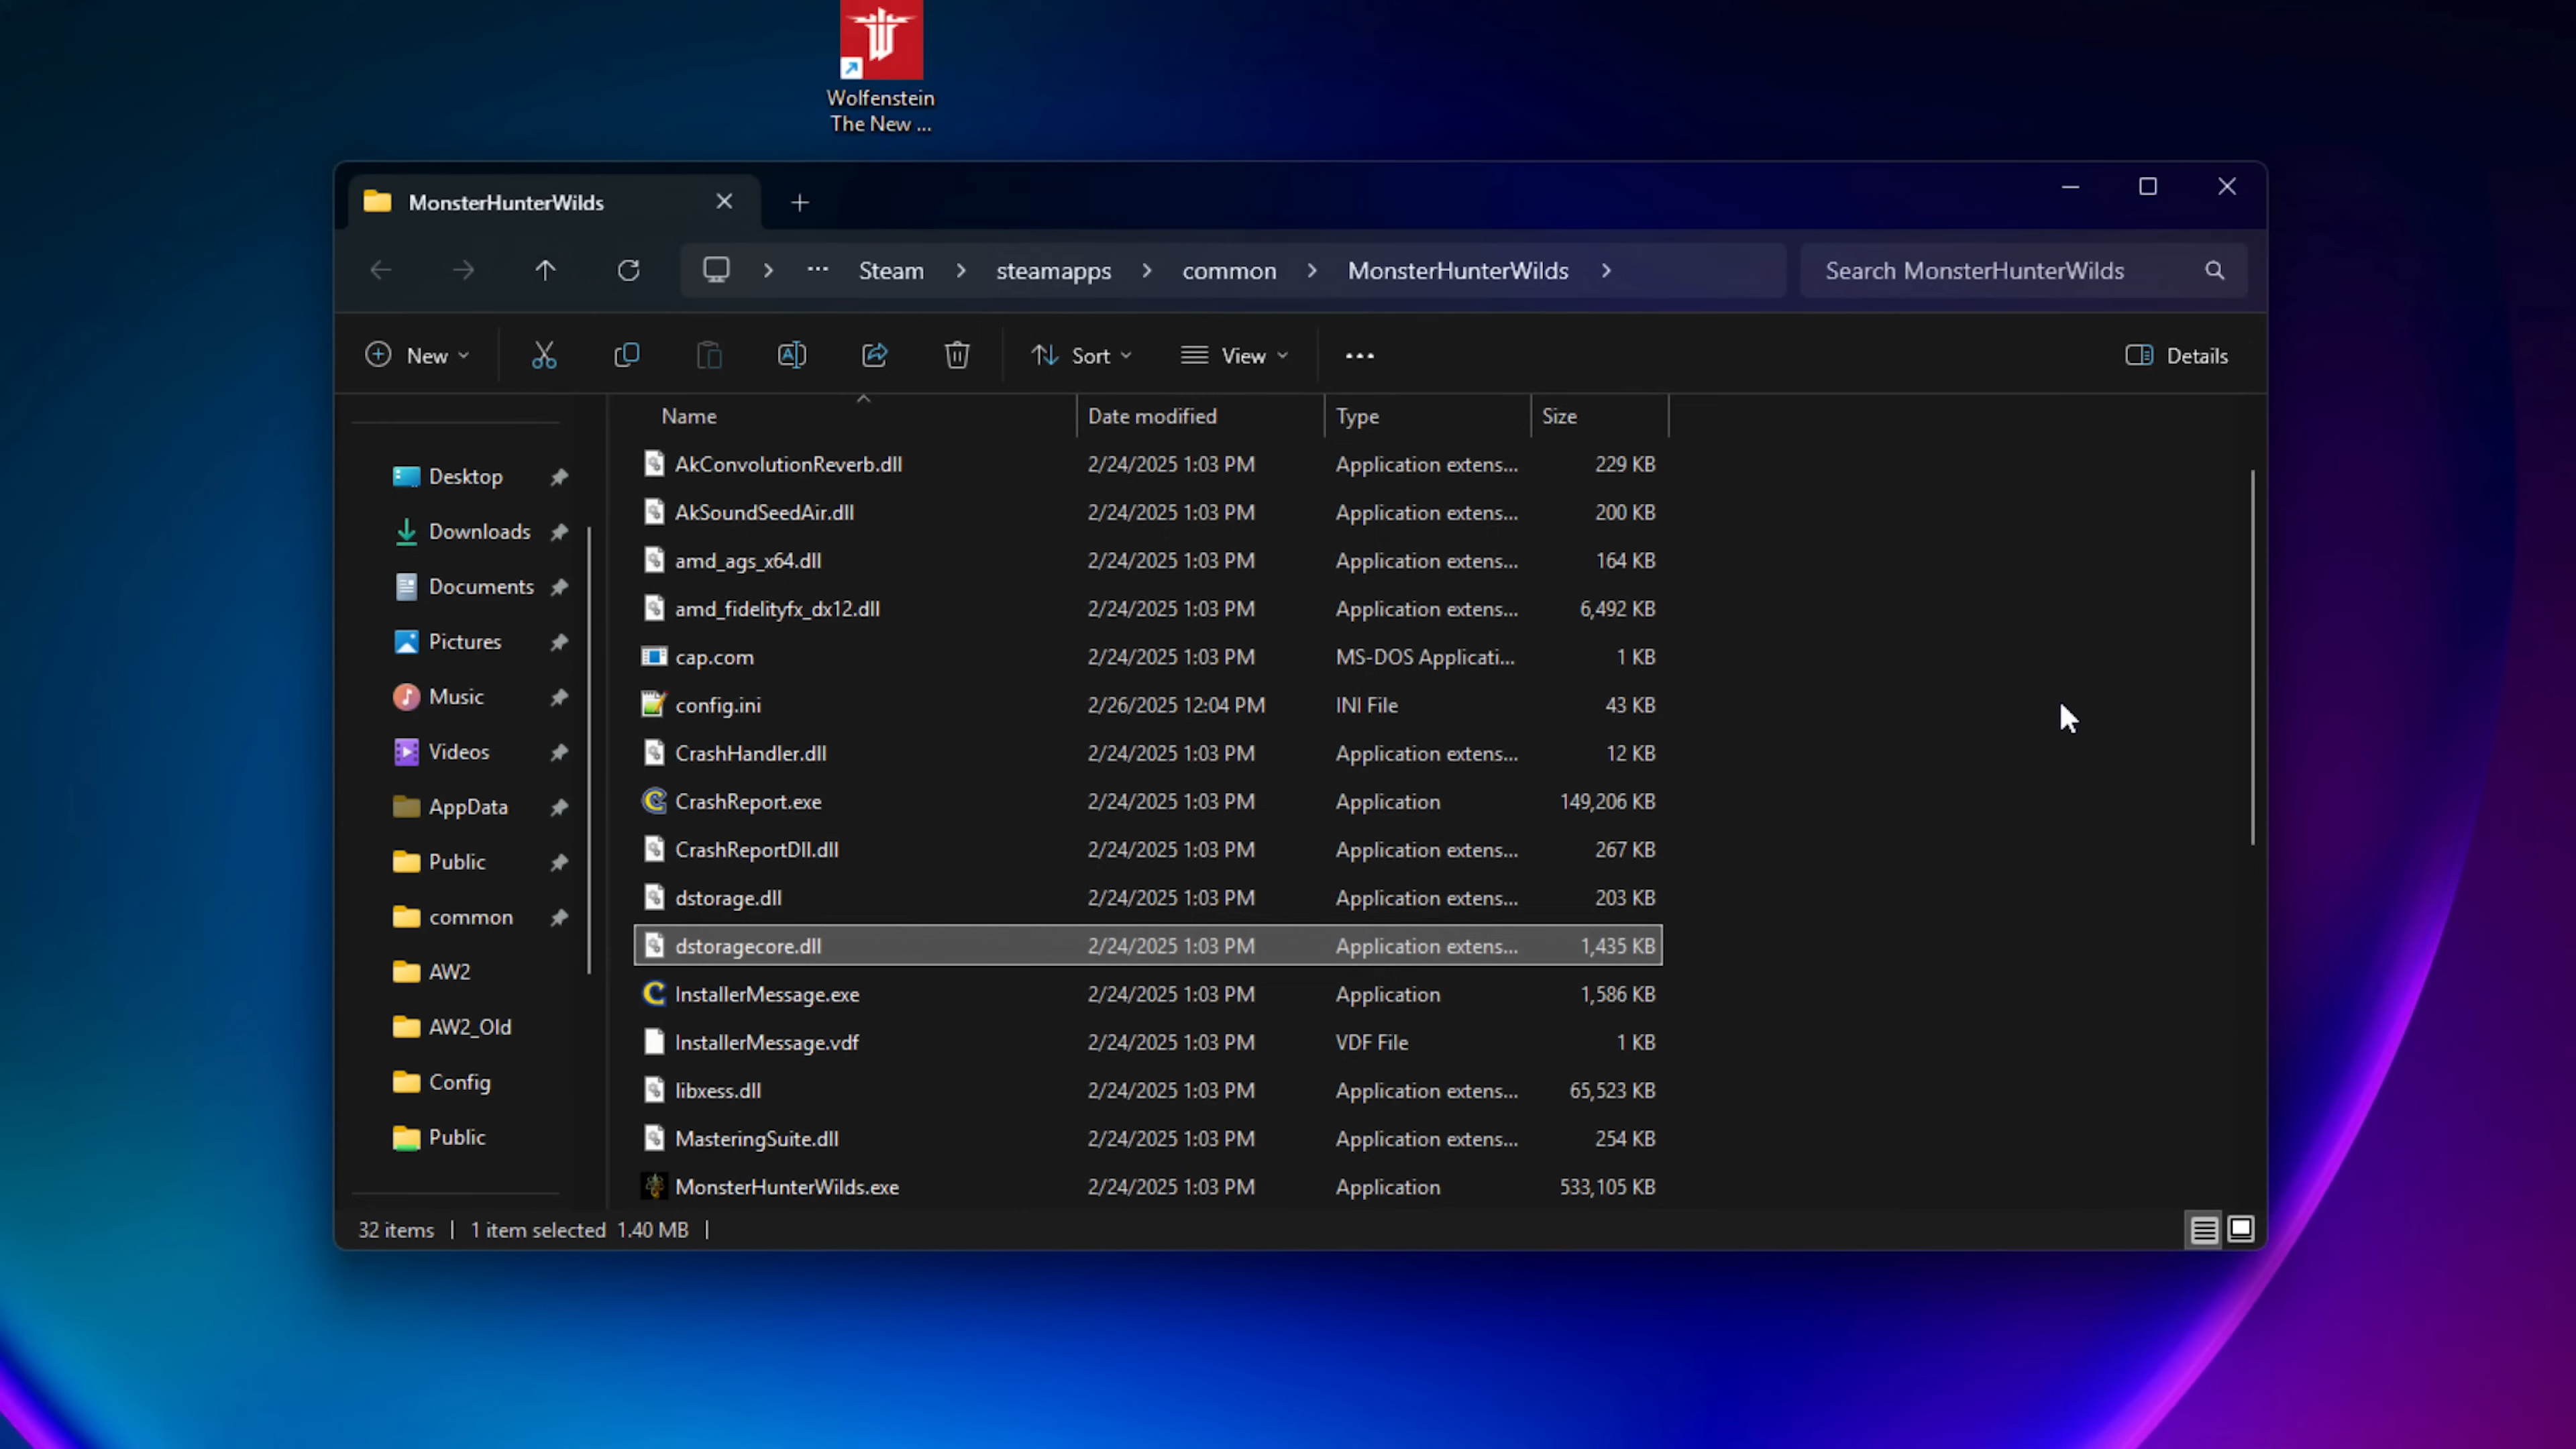 Wolfenstein
The New ...
MonsterHunterWilds
··· Steam > steamapps > common > MonsterHunterWilds >
Search MonsterHunterWilds
New
Sort
View
···
Details
Name Date modified Type Size
Desktop
Downloads
Documents
Pictures
Music
Videos
AppData
Public
common
AW2
AW2_Old
Config
Public
AkConvolutionReverb.dll 2/24/2025 1:03 PM Application extens... 229 KB
AkSoundSeedAir.dll 2/24/2025 1:03 PM Application extens... 200 KB
amd_ags_x64.dll 2/24/2025 1:03 PM Application extens... 164 KB
amd_fidelityfx_dx12.dll 2/24/2025 1:03 PM Application extens... 6,492 KB
cap.com 2/24/2025 1:03 PM MS-DOS Applicati... 1 KB
config.ini 2/26/2025 12:04 PM INI File 43 KB
CrashHandler.dll 2/24/2025 1:03 PM Application extens... 12 KB
CrashReport.exe 2/24/2025 1:03 PM Application 149,206 KB
CrashReportDll.dll 2/24/2025 1:03 PM Application extens... 267 KB
dstorage.dll 2/24/2025 1:03 PM Application extens... 203 KB
dstoragecore.dll 2/24/2025 1:03 PM Application extens... 1,435 KB
InstallerMessage.exe 2/24/2025 1:03 PM Application 1,586 KB
InstallerMessage.vdf 2/24/2025 1:03 PM VDF File 1 KB
libxess.dll 2/24/2025 1:03 PM Application extens... 65,523 KB
MasteringSuite.dll 2/24/2025 1:03 PM Application extens... 254 KB
MonsterHunterWilds.exe 2/24/2025 1:03 PM Application 533,105 KB
32 items | 1 item selected 1.40 MB |